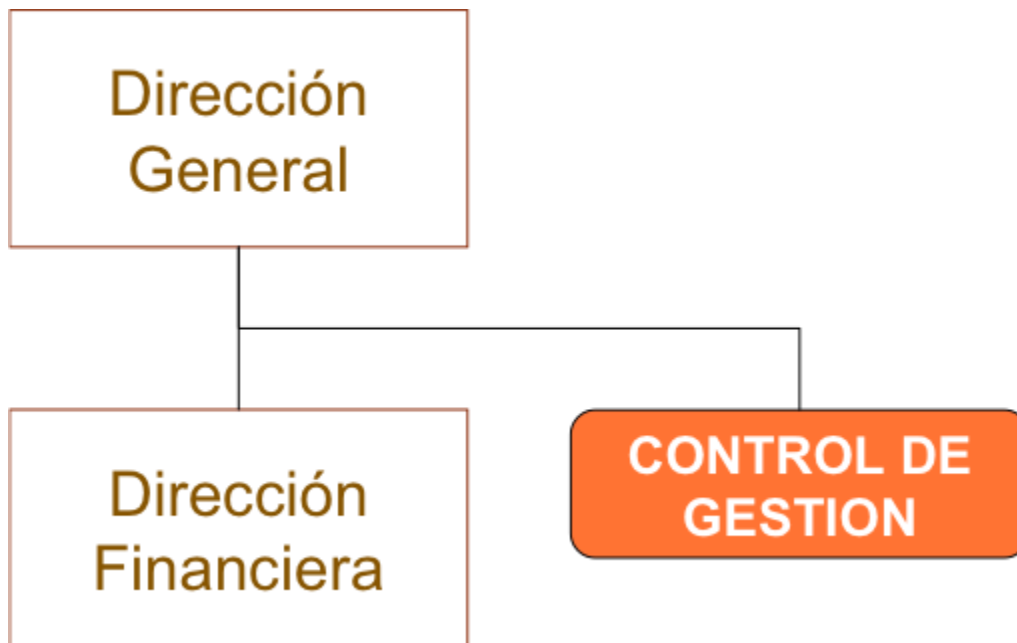 Dirección
General
Dirección
Financiera
CONTROL DE
GESTION